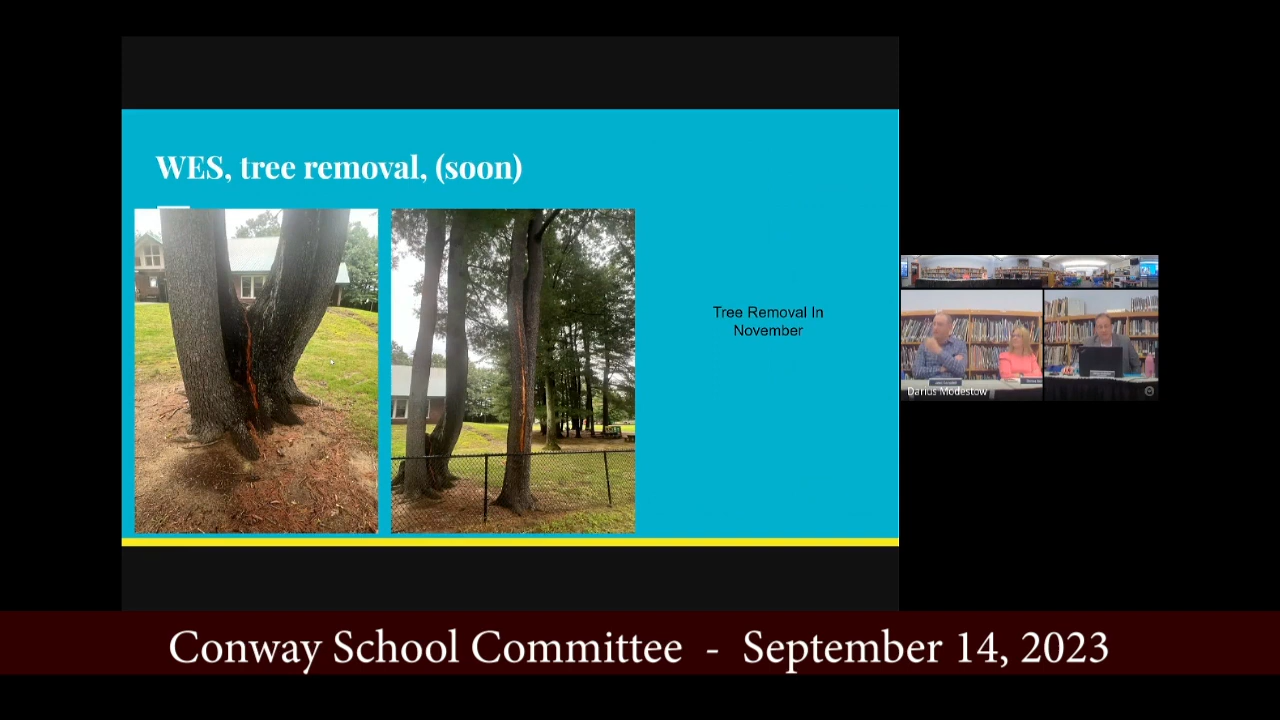 WES, tree removal, (soon)
Tree Removal In
November
Darius Modestow
Conway School Committee - September 14, 2023